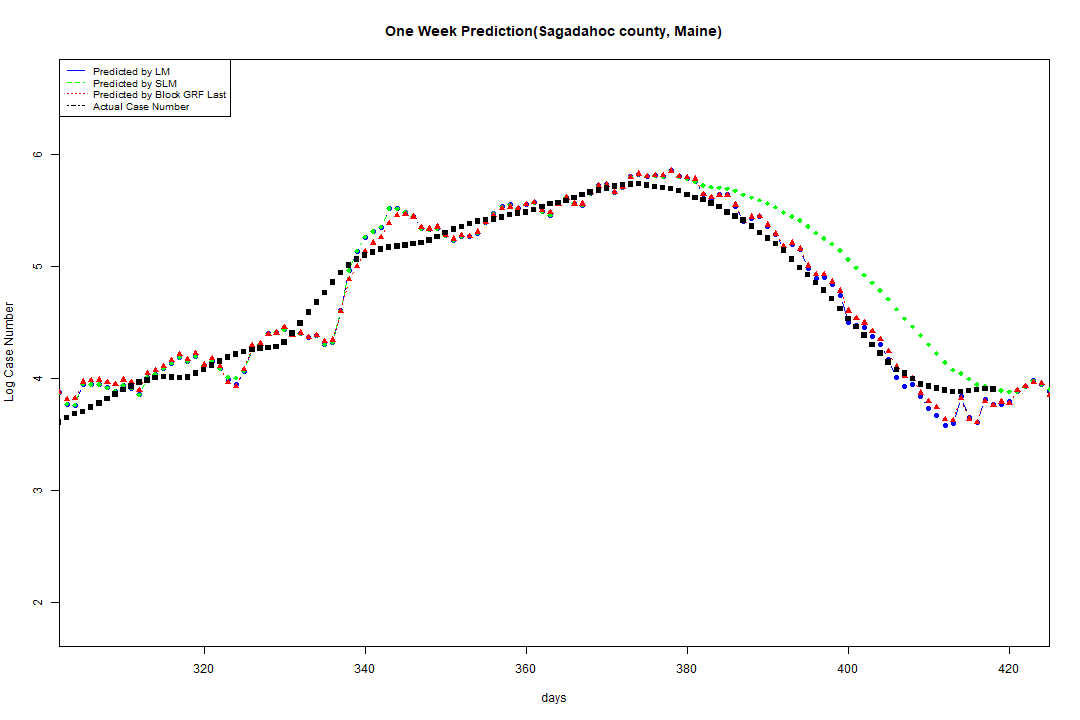 One Week Prediction(Sagadahoc county, Maine)
Predicted by LM
Predicted by SLM
Predicted by Block GRF Last
Actual Case Number
6
5
4
3
2
Log Case Number
320 340 360 380 400 420
days